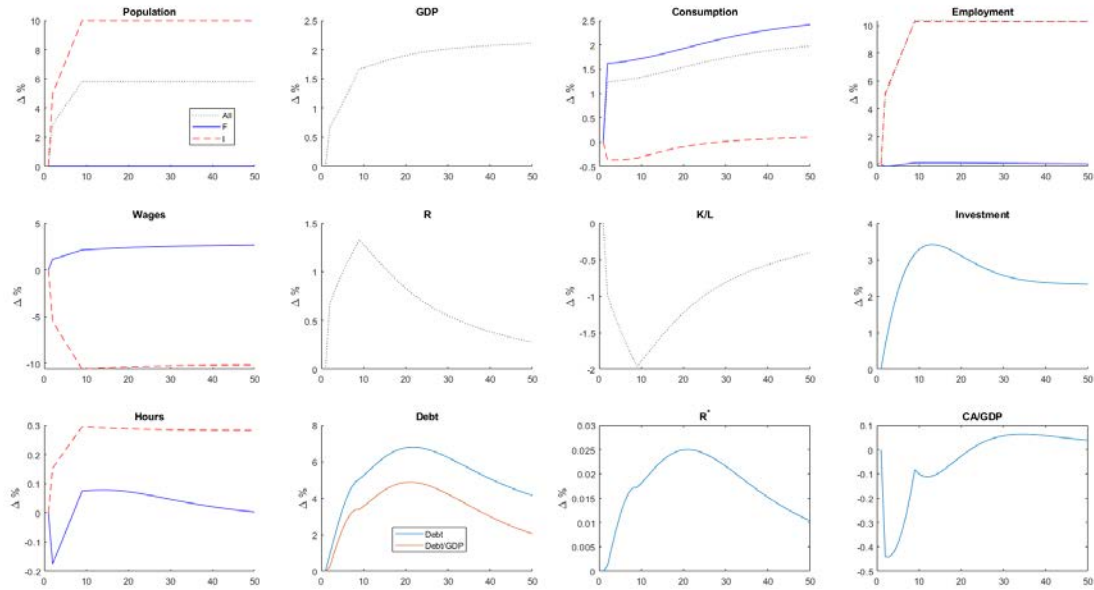 Population
Δ %
10
8
6
4
2
0
All
F
I
0 10 20 30 40 50
GDP
Δ %
2.5
2
1.5
1
0.5
0
0 10 20 30 40 50
Consumption
Δ %
2.5
2
1.5
1
0.5
0
-0.5
0 10 20 30 40 50
Employment
Δ %
10
8
6
4
2
0
0 10 20 30 40 50
Wages
Δ %
5
0
-5
-10
0 10 20 30 40 50
R
Δ %
1.5
1
0.5
0
0 10 20 30 40 50
K/L
Δ %
0
-0.5
-1
-1.5
-2
0 10 20 30 40 50
Investment
Δ %
4
3
2
1
0
0 10 20 30 40 50
Hours
Δ %
0.3
0.2
0.1
0
-0.1
-0.2
0 10 20 30 40 50
Debt
Δ %
8
6
4
2
0
Debt
Debt/GDP
0 10 20 30 40 50
R*
Δ %
0.03
0.025
0.02
0.015
0.01
0.005
0
0 10 20 30 40 50
CA/GDP
Δ %
0.1
0
-0.1
-0.2
-0.3
-0.4
-0.5
0 10 20 30 40 50